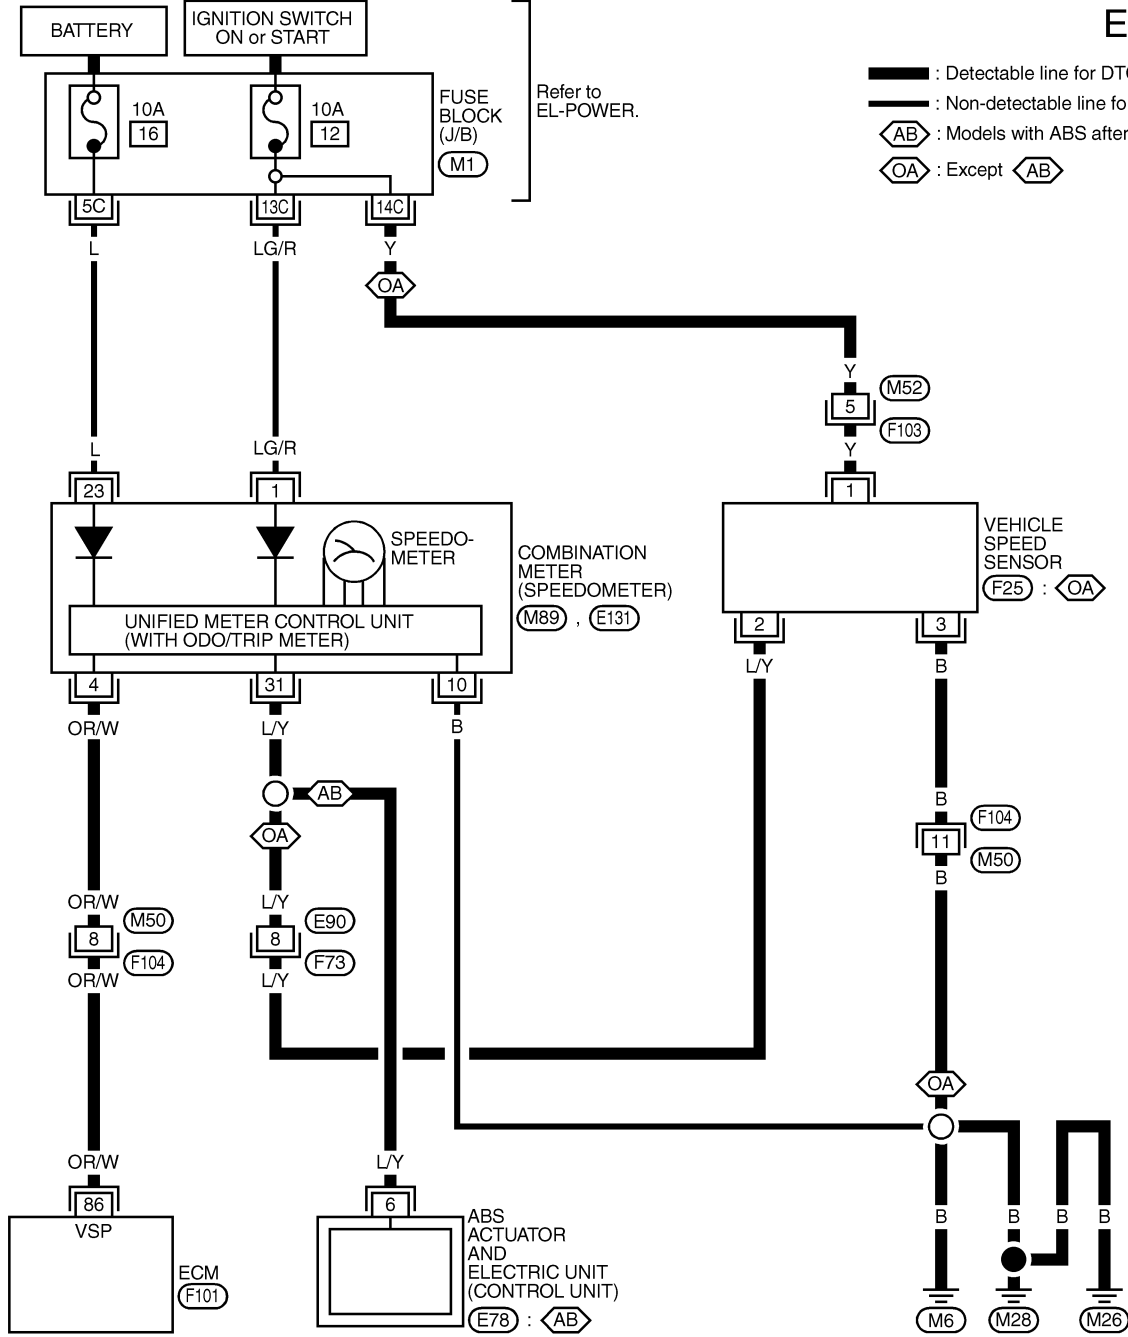 BATTERY
IGNITION SWITCH
ON or START
E
: Detectable line for DT
: Non-detectable line fo
AB : Models with ABS after
OA : Except AB
Refer to
EL-POWER.
10A
16
10A
12
FUSE
BLOCK
(J/B)
M1
5C
13C
14C
L
LG/R
Y
OA
Y
M52
5
F103
Y
L
LG/R
23
1
1
SPEEDO-
METER
COMBINATION
METER
(SPEEDOMETER)
M89 , E131
UNIFIED METER CONTROL UNIT
(WITH ODO/TRIP METER)
VEHICLE
SPEED
SENSOR
F25 : OA
2
3
L/Y
B
4
31
10
OR/W
L/Y
B
AB
OA
B
F104
11
M50
B
OR/W
L/Y
M50
E90
8
8
F104
F73
OR/W
L/Y
OA
OR/W
L/Y
86
6
VSP
ECM
F101
ABS
ACTUATOR
AND
ELECTRIC UNIT
(CONTROL UNIT)
E78 : AB
B
B
B
B
M6
M28
M26